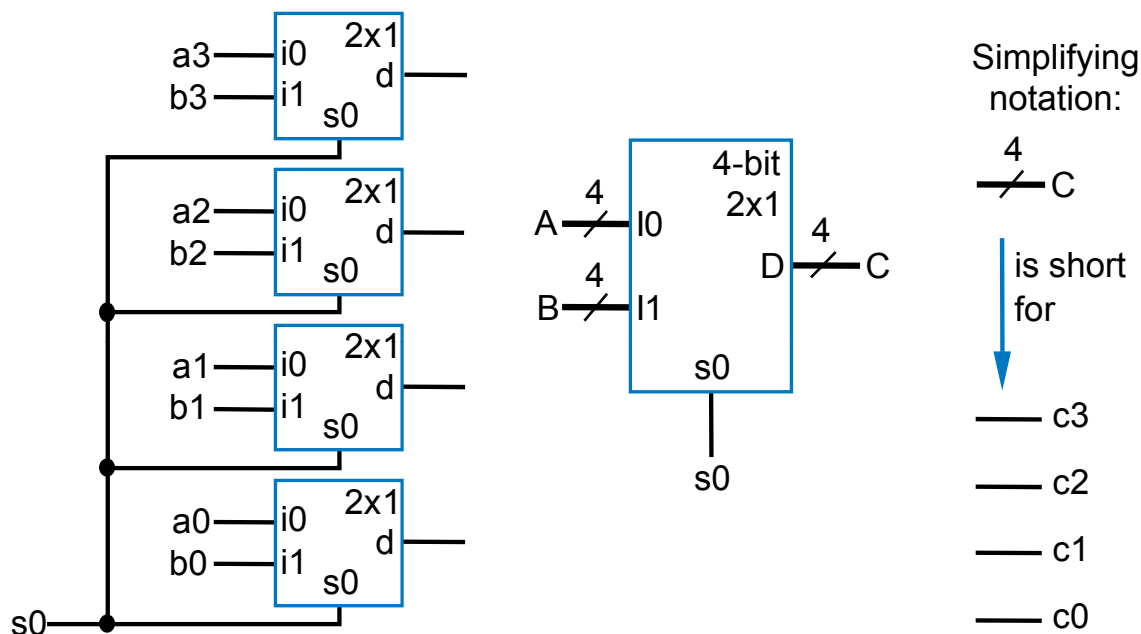 2x1
a3
i0
d
b3
i1
s0
2x1
a2
i0
d
b2
i1
s0
2x1
a1
i0
d
b1
i1
s0
2x1
a0
i0
d
b0
i1
s0
s0
4-bit
2x1
4
A
I0
4
B
I1
D
4
C
s0
s0
Simplifying
notation:
4
C
is short
for
c3
c2
c1
c0